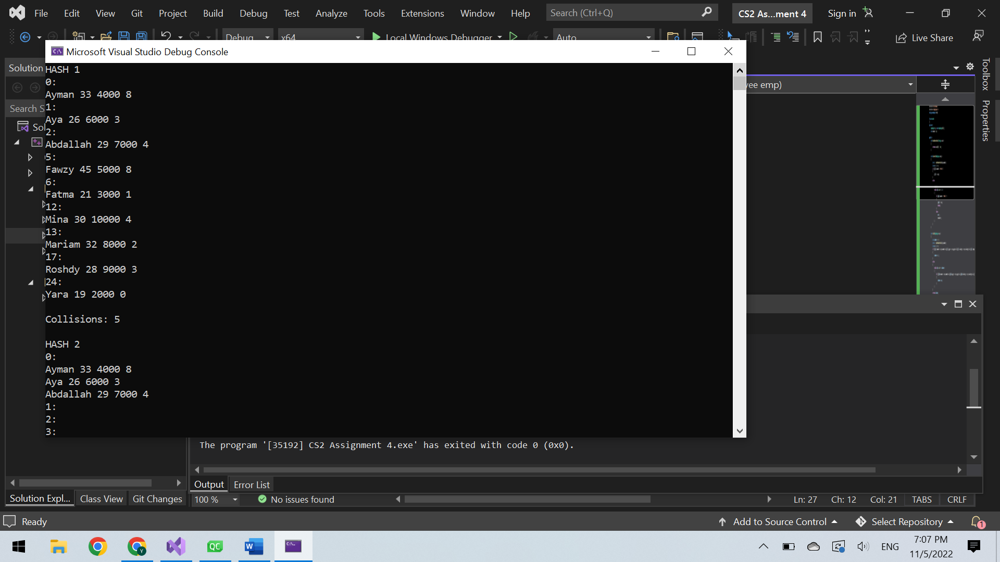 File Edit View Git Project Build Debug Test Analyze Tools Extensions Window Help Search (Ctrl+Q) CS2 As...ment 4 Sign in
Debug x64 Local Windows Debugger Auto Live Share
Microsoft Visual Studio Debug Console
Solution
Search S
Sol
yee emp)
Toolbox
Properties
HASH 1
0:
Ayman 33 4000 8
1:
Aya 26 6000 3
2:
Abdallah 29 7000 4
5:
Fawzy 45 5000 8
6:
Fatma 21 3000 1
12:
Mina 30 10000 4
13:
Mariam 32 8000 2
17:
Roshdy 28 9000 3
24:
Yara 19 2000 0
Collisions: 5
HASH 2
0:
Ayman 33 4000 8
Aya 26 6000 3
Abdallah 29 7000 4
1:
2:
3:
The program '[35192] CS2 Assignment 4.exe' has exited with code 0 (0x0).
Output Error List
Solution Expl... Class View Git Changes
100 % No issues found Ln: 27 Ch: 12 Col: 21 TABS CRLF
Ready Add to Source Control Select Repository 1
Y QC W ENG
7:07 PM
11/5/2022